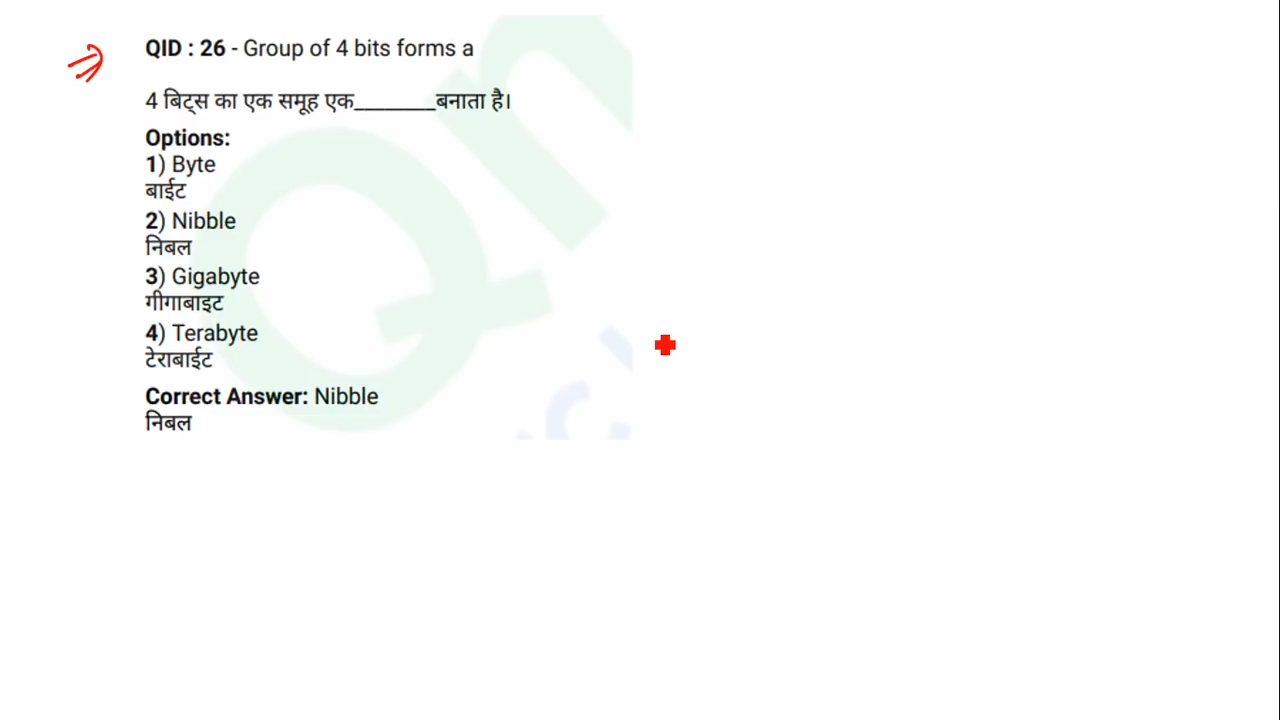 QID : 26 - Group of 4 bits forms a
4 बिट्स का एक समूह एक________बनाता है।
Options:
1) Byte
बाईट
2) Nibble
निबल
3) Gigabyte
गीगाबाइट
4) Terabyte
टेराबाईट
Correct Answer: Nibble
निबल